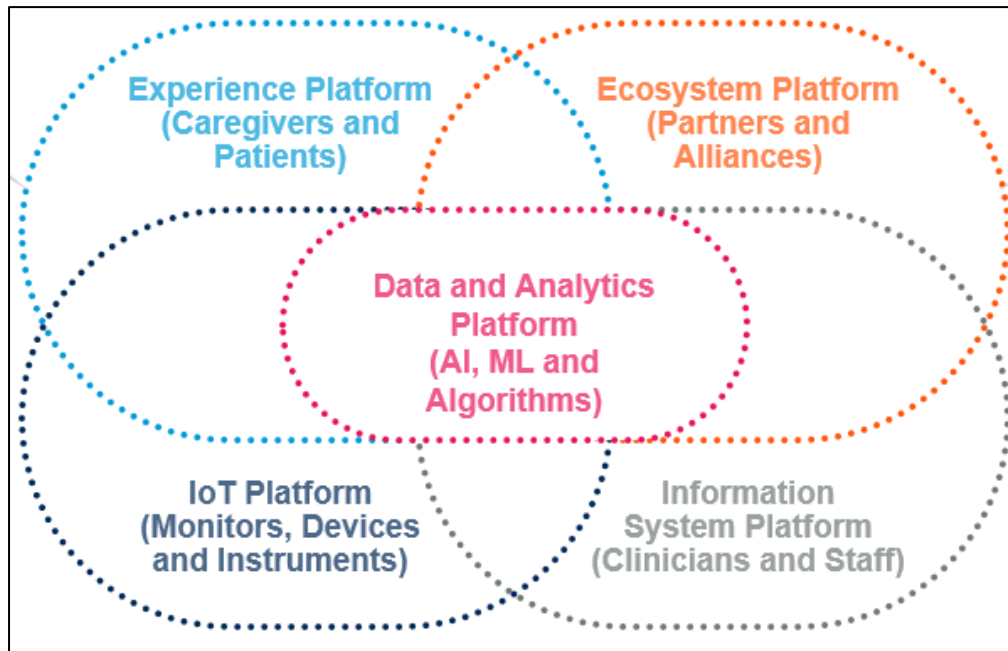 Experience Platform
(Caregivers and
Patients)
Ecosystem Platform
(Partners and
Alliances)
Data and Analytics
Platform
(AI, ML and
Algorithms)
IoT Platform
(Monitors, Devices
and Instruments)
Information
System Platform
(Clinicians and Staff)